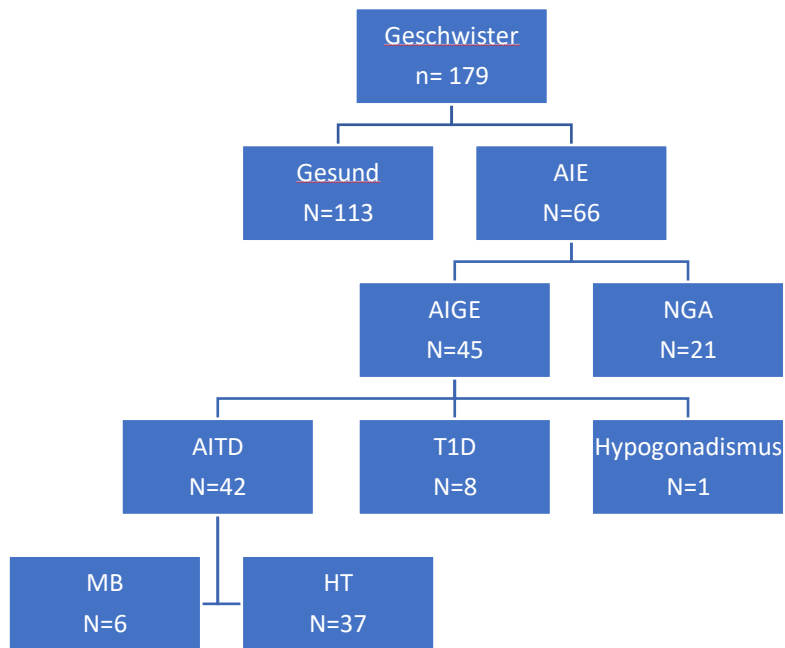 Geschwister
n= 179
Gesund
N=113
AIE
N=66
AIGE
N=45
NGA
N=21
AITD
N=42
T1D
N=8
Hypogonadismus
N=1
MB
N=6
HT
N=37